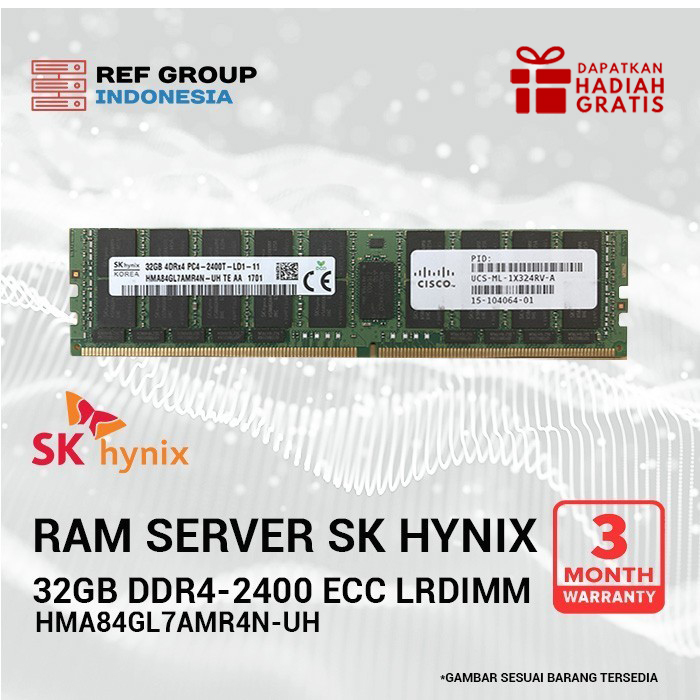 REF GROUP
INDONESIA
DAPATKAN
HADIAH
GRATIS
SK hynix
KOREA
32GB 4DRx4 PC4-2400T-LD1-11
HMA84GL7AMR4N-UH TE AA 1701
CISCO
PID:
UCS-ML-1X324RV-A
15-104064-01
SK hynix
RAM SERVER SK HYNIX
32GB DDR4-2400 ECC LRDIMM
HMA84GL7AMR4N-UH
3
MONTH
WARRANTY
*GAMBAR SESUAI BARANG TERSEDIA